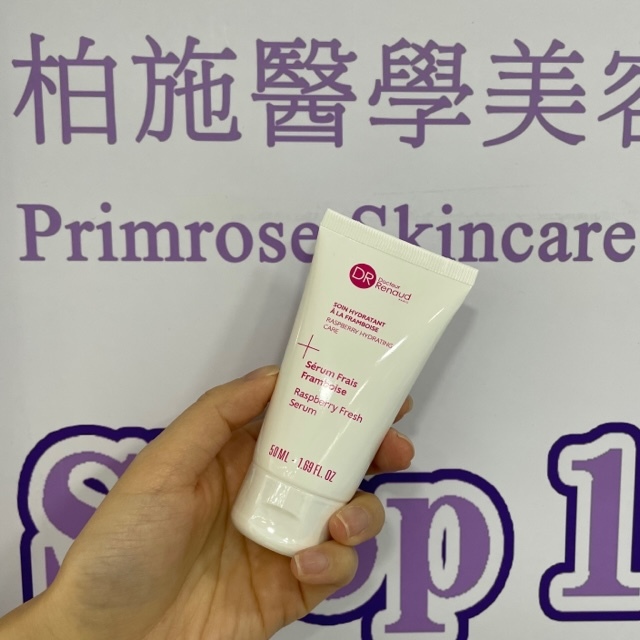 柏施醫學美容
Primrose Skincare
DR
Docteur
Renaud
SOIN HYDRATANT
À LA FRAMBOISE
RASPBERRY HYDRATING
CARE
Sérum Frais
Framboise
Raspberry Fresh
Serum
50 ML - 1.69 FL. OZ